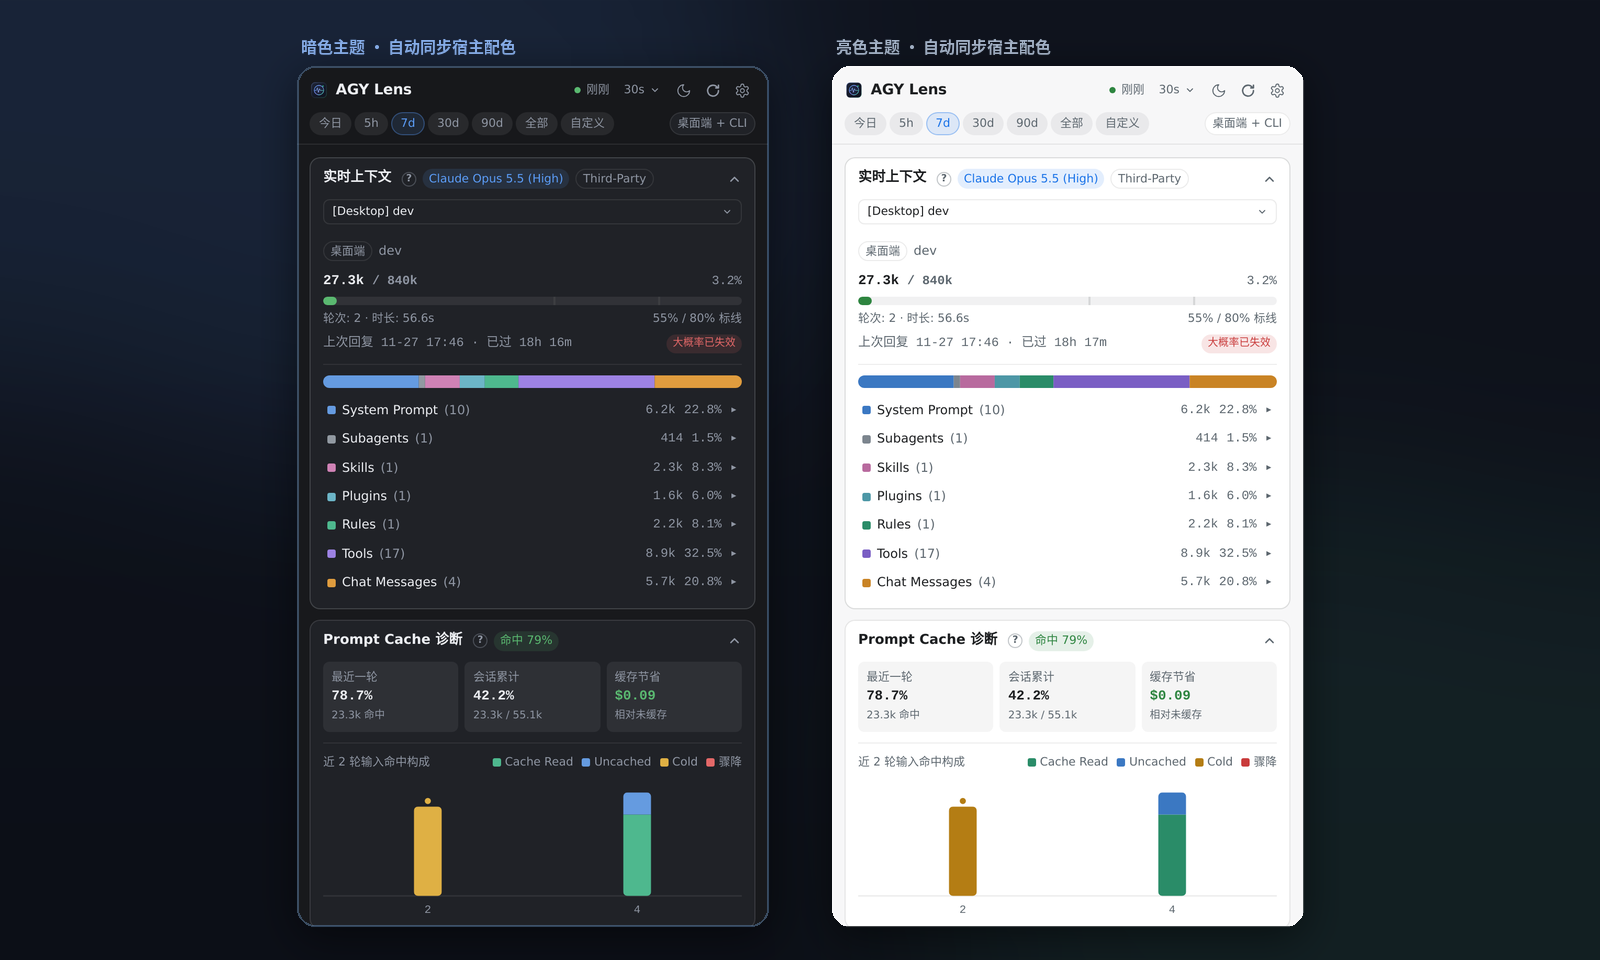 暗色主题 • 自动同步宿主配色
AGY Lens
刚刚 30s
今日 5h 7d 30d 90d 全部 自定义 桌面端 + CLI
实时上下文 ? Claude Opus 5.5 (High) Third-Party
[Desktop] dev
桌面端 dev
27.3k / 840k 3.2%
轮次: 2 · 时长: 56.6s 55% / 80% 标线
上次回复 11-27 17:46 · 已过 18h 16m 大概率已失效
System Prompt (10) 6.2k 22.8% ▸
Subagents (1) 414 1.5% ▸
Skills (1) 2.3k 8.3% ▸
Plugins (1) 1.6k 6.0% ▸
Rules (1) 2.2k 8.1% ▸
Tools (17) 8.9k 32.5% ▸
Chat Messages (4) 5.7k 20.8% ▸
Prompt Cache 诊断 ? 命中 79%
最近一轮 会话累计 缓存节省
78.7% 42.2% $0.09
23.3k 命中 23.3k / 55.1k 相对未缓存
近 2 轮输入命中构成 Cache Read Uncached Cold 骤降
2 4
亮色主题 • 自动同步宿主配色
AGY Lens
刚刚 30s
今日 5h 7d 30d 90d 全部 自定义 桌面端 + CLI
实时上下文 ? Claude Opus 5.5 (High) Third-Party
[Desktop] dev
桌面端 dev
27.3k / 840k 3.2%
轮次: 2 · 时长: 56.6s 55% / 80% 标线
上次回复 11-27 17:46 · 已过 18h 17m 大概率已失效
System Prompt (10) 6.2k 22.8% ▸
Subagents (1) 414 1.5% ▸
Skills (1) 2.3k 8.3% ▸
Plugins (1) 1.6k 6.0% ▸
Rules (1) 2.2k 8.1% ▸
Tools (17) 8.9k 32.5% ▸
Chat Messages (4) 5.7k 20.8% ▸
Prompt Cache 诊断 ? 命中 79%
最近一轮 会话累计 缓存节省
78.7% 42.2% $0.09
23.3k 命中 23.3k / 55.1k 相对未缓存
近 2 轮输入命中构成 Cache Read Uncached Cold 骤降
2 4